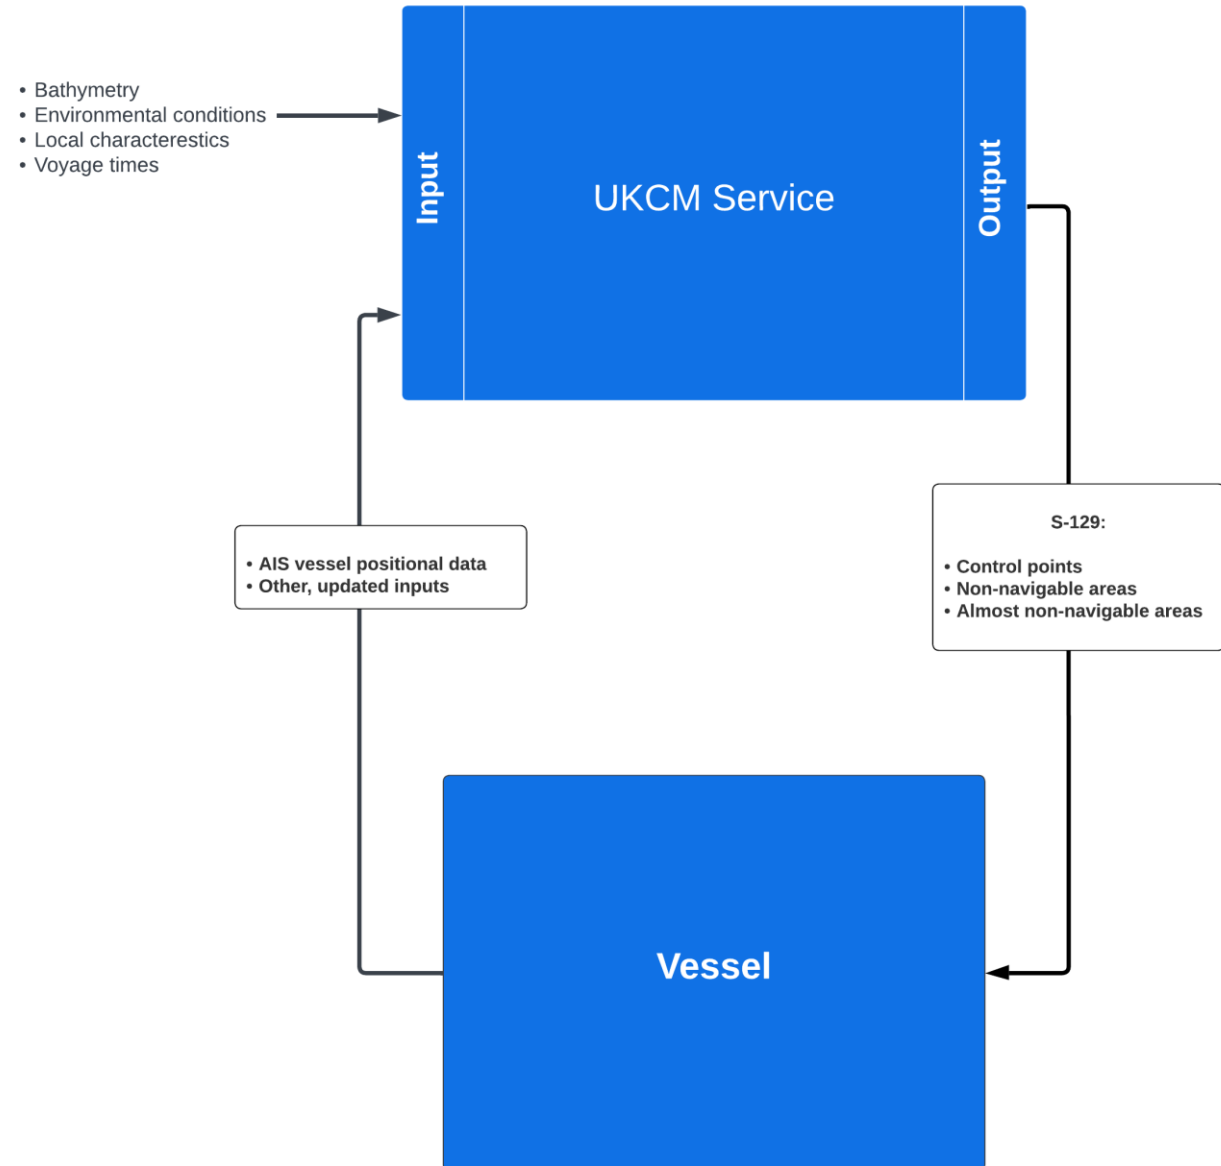 • Bathymetry
• Environmental conditions
• Local characterestics
• Voyage times
Input
UKCM Service
Output
• AIS vessel positional data
• Other, updated inputs
S-129:
• Control points
• Non-navigable areas
• Almost non-navigable areas
Vessel